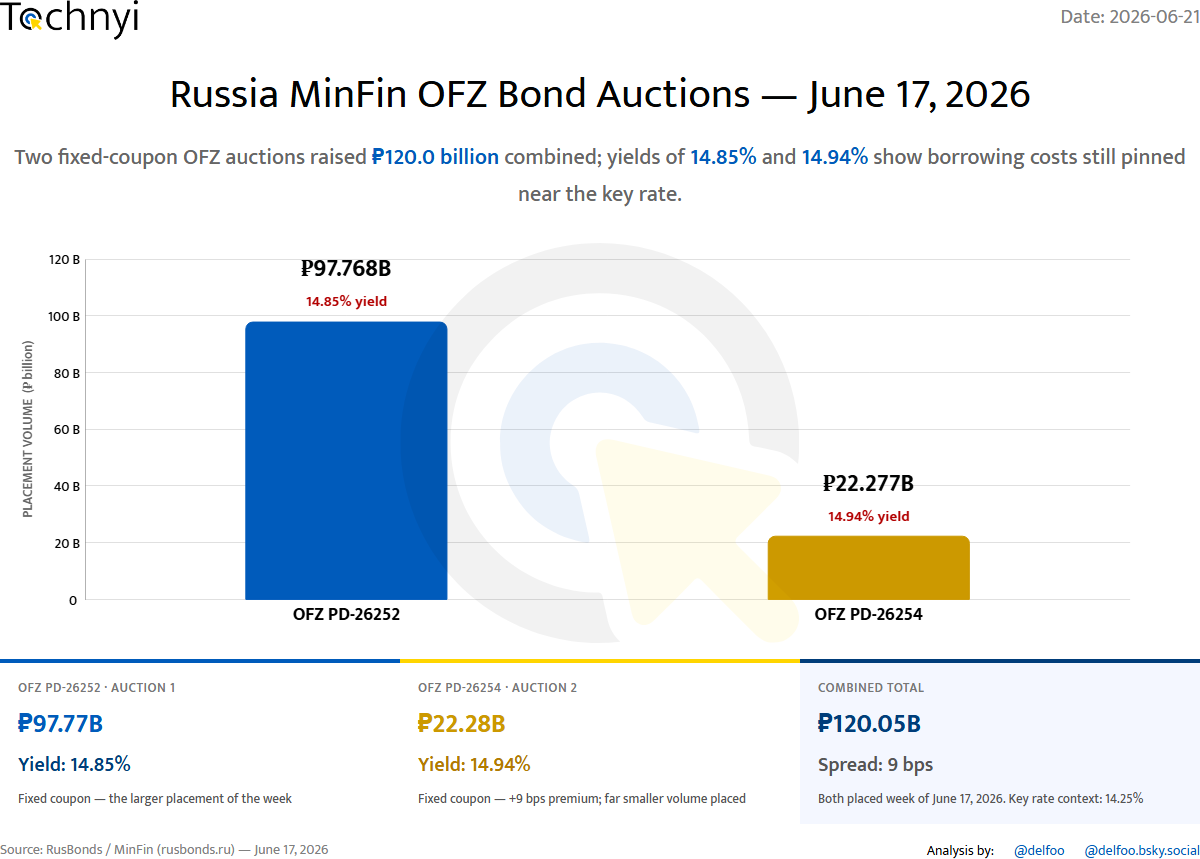 Tochnyi
Date: 2026-06-21
Russia MinFin OFZ Bond Auctions — June 17, 2026
Two fixed-coupon OFZ auctions raised ₽120.0 billion combined; yields of 14.85% and 14.94% show borrowing costs still pinned
near the key rate.
PLACEMENT VOLUME (₽ billion)
120 B
100 B
80 B
60 B
40 B
20 B
0
₽97.768B
14.85% yield
₽22.277B
14.94% yield
OFZ PD-26252
OFZ PD-26254
OFZ PD-26252 · AUCTION 1
₽97.77B
Yield: 14.85%
Fixed coupon — the larger placement of the week
OFZ PD-26254 · AUCTION 2
₽22.28B
Yield: 14.94%
Fixed coupon — +9 bps premium; far smaller volume placed
COMBINED TOTAL
₽120.05B
Spread: 9 bps
Both placed week of June 17, 2026. Key rate context: 14.25%
Source: RusBonds / MinFin (rusbonds.ru) — June 17, 2026
Analysis by: @delfoo @delfoo.bsky.social